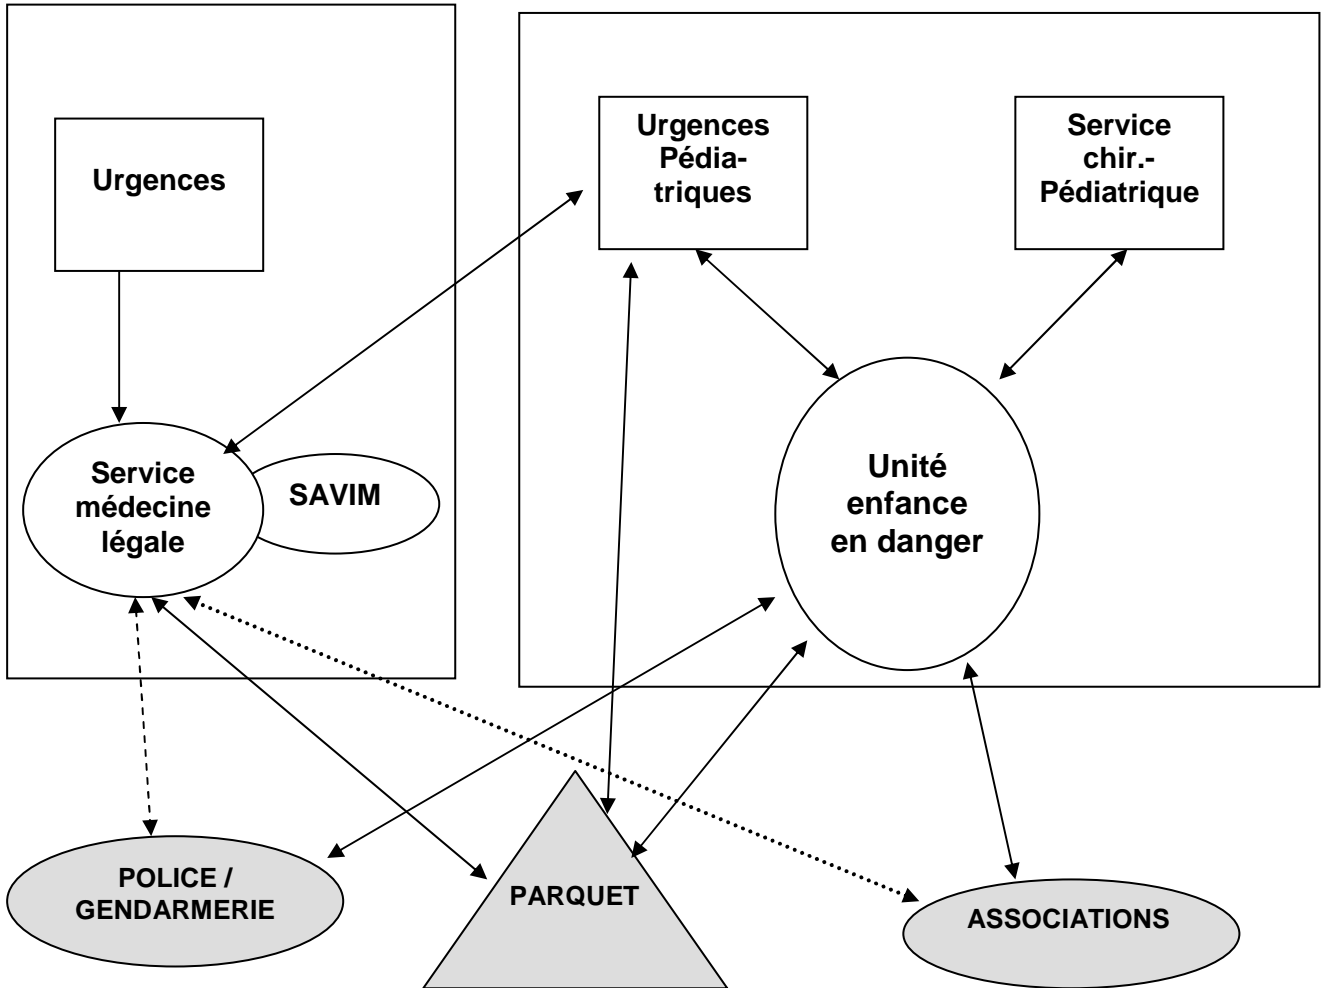 Urgences
Urgences
Pédia-
triques
Service
chir.-
Pédiatrique
Service
médecine
légale
SAVIM
Unité
enfance
en danger
POLICE /
GENDARMERIE
PARQUET
ASSOCIATIONS